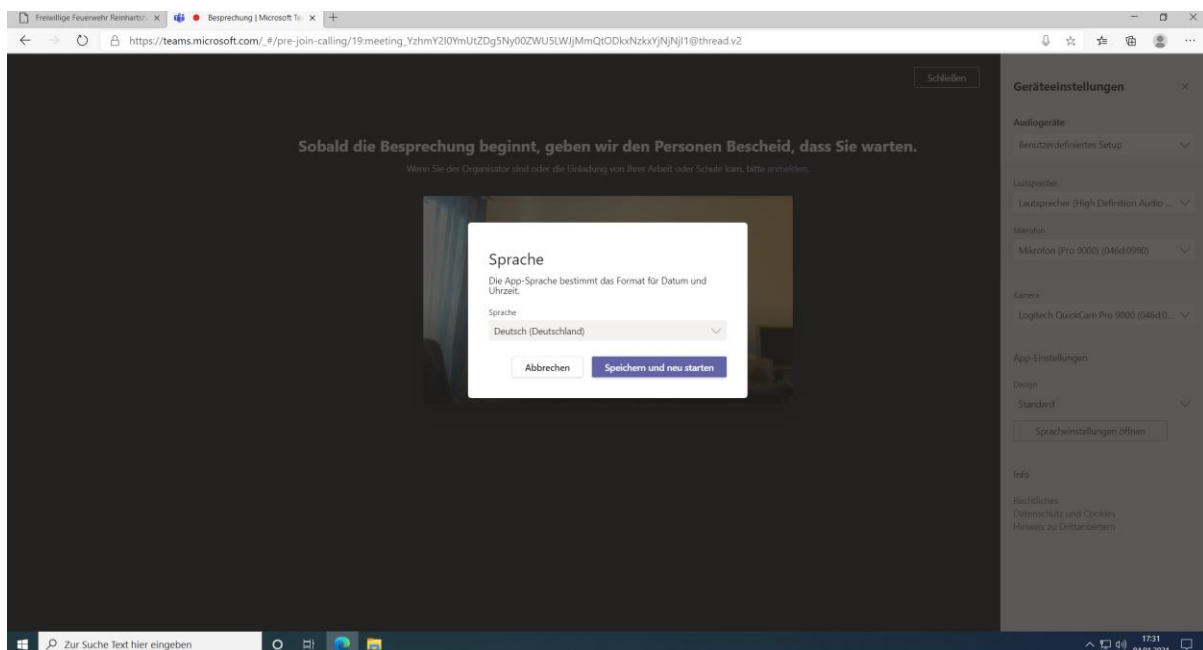 Freiwillige Feuerwehr Reinhartsh
Besprechung | Microsoft Te
https://teams.microsoft.com/_#/pre-join-calling/19:meeting_YzhmY2I0YmUtZDg5Ny00ZWU5LWJjMmQtODkxNzkxYjNjNjI1@thread.v2
Schließen
Sobald die Besprechung beginnt, geben wir den Personen Bescheid, dass Sie warten.
Wenn Sie der Organisator sind oder die Einladung von Ihrer Arbeit oder Schule kam, bitte anmelden.
Sprache
Die App-Sprache bestimmt das Format für Datum und
Uhrzeit.
Sprache
Deutsch (Deutschland)
Abbrechen
Speichern und neu starten
Geräteeinstellungen
Audiogeräte
Benutzerdefiniertes Setup
Lautsprecher
Lautsprecher (High Definition Audio ...
Mikrofon
Mikrofon (Pro 9000) (046d:0990)
Kamera
Logitech QuickCam Pro 9000 (046d:0...
App-Einstellungen
Design
Standard
Spracheinstellungen öffnen
Info
Rechtliches
Datenschutz und Cookies
Hinweis zu Drittanbietern
Zur Suche Text hier eingeben
17:31
04.01.2021